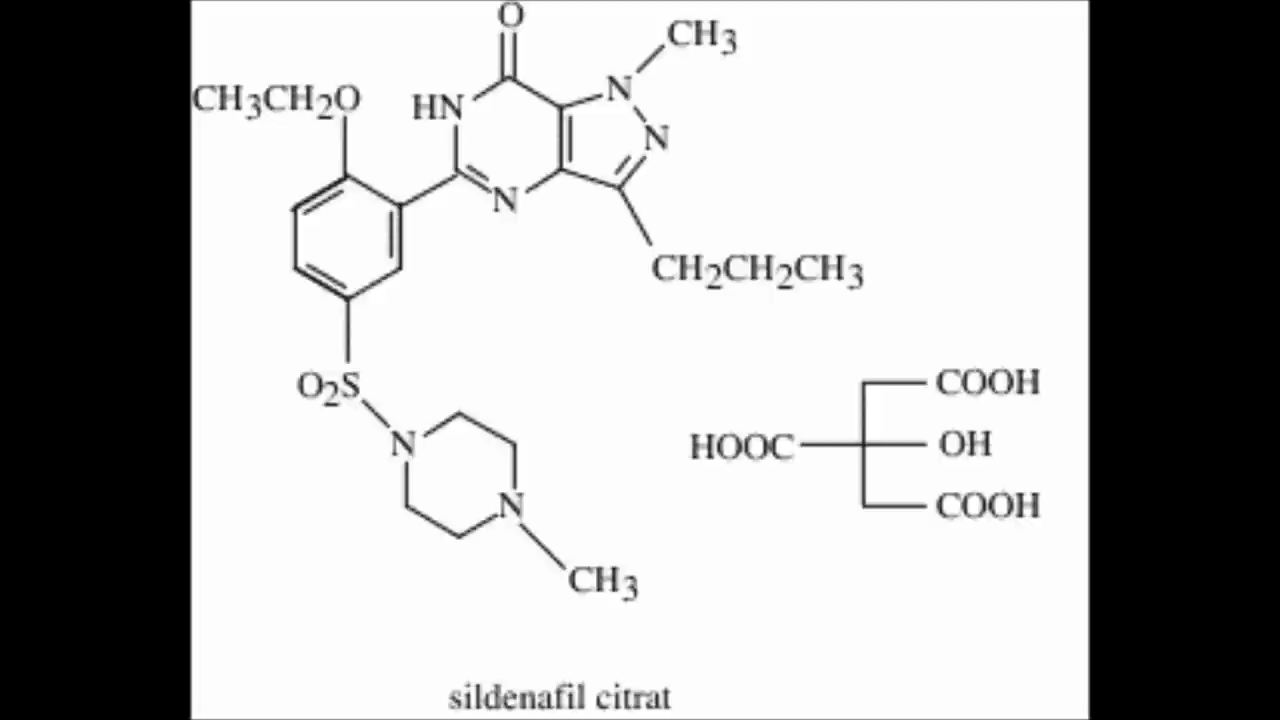 O
CH3
CH3CH2O
HN
N
N
N
CH2CH2CH3
O2S
COOH
N
HOOC
OH
N
COOH
CH3
sildenafil citrat